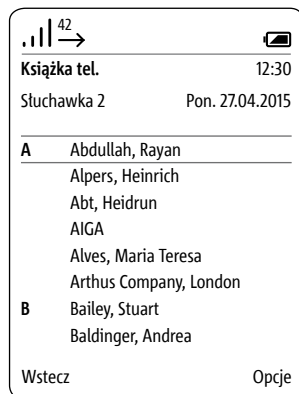 42
Książka tel. 12:30
Słuchawka 2 Pon. 27.04.2015
A Abdullah, Rayan
Alpers, Heinrich
Abt, Heidrun
AIGA
Alves, Maria Teresa
Arthus Company, London
B Bailey, Stuart
Baldinger, Andrea
Wstecz Opcje